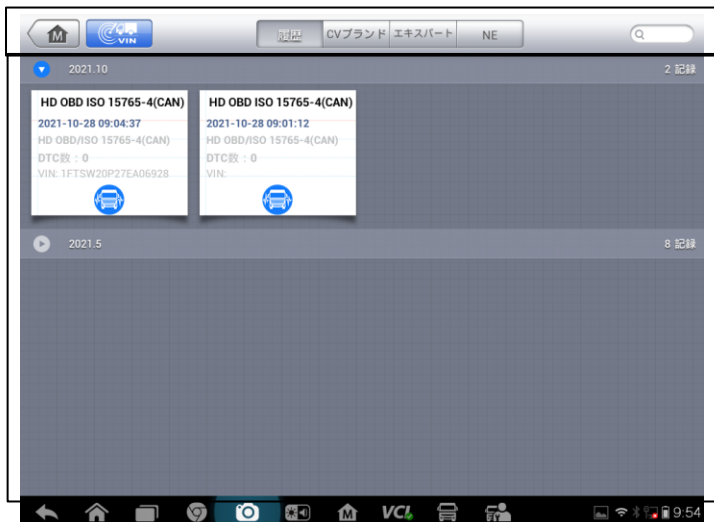 M
VIN
履歴
CVブランド
エキスパート
NE
2021.10
2 記録
HD OBD ISO 15765-4(CAN)
2021-10-28 09:04:37
HD OBD/ISO 15765-4(CAN)
DTC数 : 0
VIN: 1FTSW20P27EA06928
HD OBD ISO 15765-4(CAN)
2021-10-28 09:01:12
HD OBD/ISO 15765-4(CAN)
DTC数 : 0
VIN:
2021.5
8 記録
M
VCI
9:54